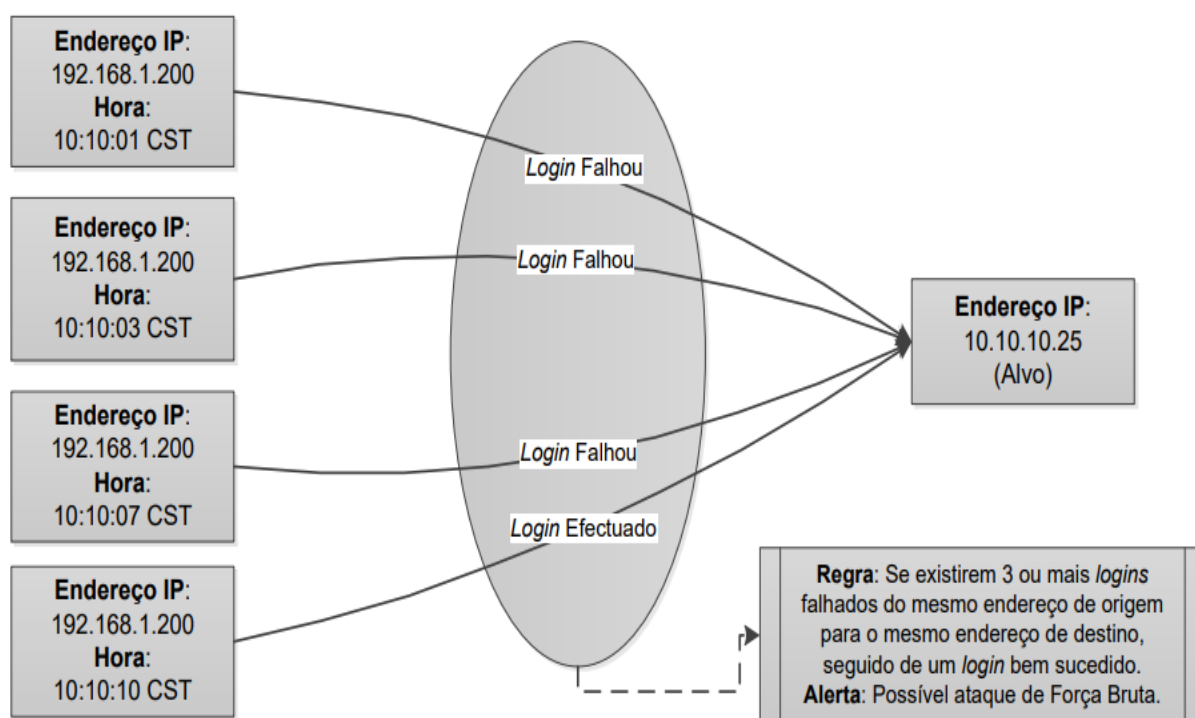 Endereço IP:
192.168.1.200
Hora:
10:10:01 CST
Login Falhou
Endereço IP:
192.168.1.200
Hora:
10:10:03 CST
Login Falhou
Endereço IP:
10.10.10.25
(Alvo)
Endereço IP:
192.168.1.200
Hora:
10:10:07 CST
Login Falhou
Login Efectuado
Endereço IP:
192.168.1.200
Hora:
10:10:10 CST
Regra: Se existirem 3 ou mais logins
falhados do mesmo endereço de origem
para o mesmo endereço de destino,
seguido de um login bem sucedido.
Alerta: Possível ataque de Força Bruta.